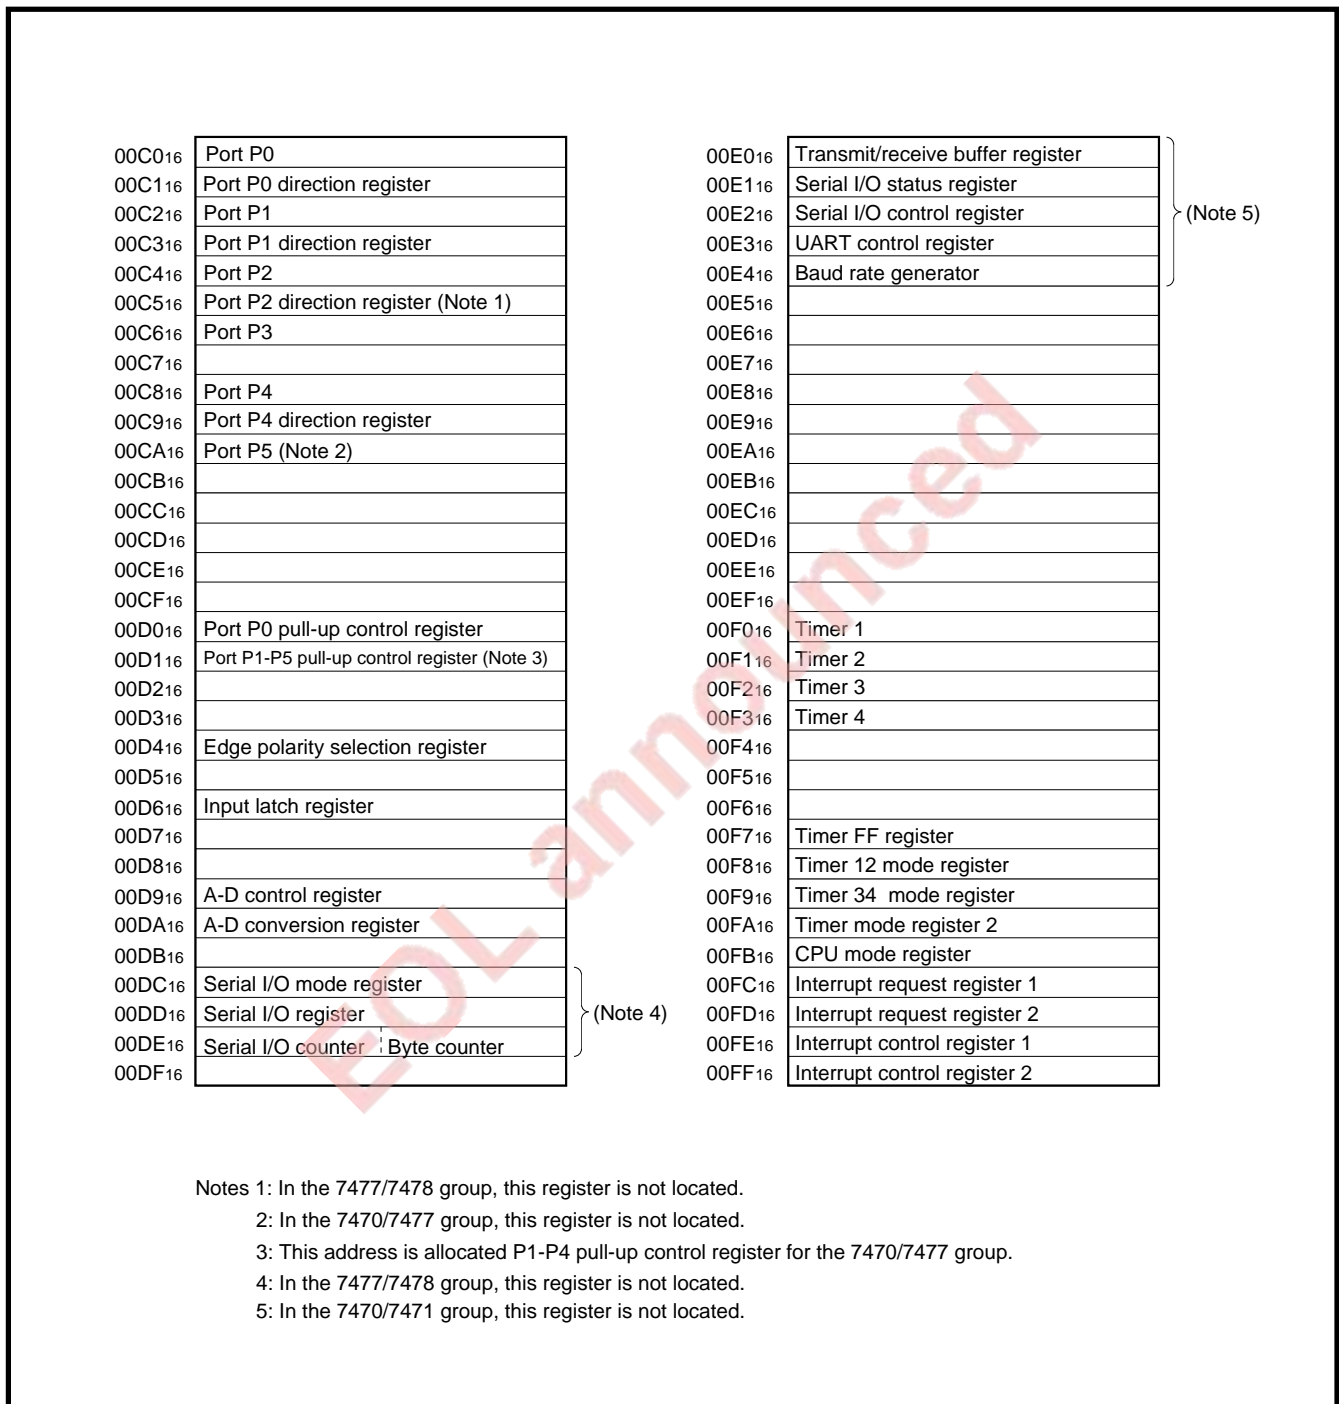 00C016 Port P0
00C116 Port P0 direction register
00C216 Port P1
00C316 Port P1 direction register
00C416 Port P2
00C516 Port P2 direction register (Note 1)
00C616 Port P3
00C716
00C816 Port P4
00C916 Port P4 direction register
00CA16 Port P5 (Note 2)
00CB16
00CC16
00CD16
00CE16
00CF16
00D016 Port P0 pull-up control register
00D116 Port P1-P5 pull-up control register (Note 3)
00D216
00D316
00D416 Edge polarity selection register
00D516
00D616 Input latch register
00D716
00D816
00D916 A-D control register
00DA16 A-D conversion register
00DB16
00DC16 Serial I/O mode register
00DD16 Serial I/O register (Note 4)
00DE16 Serial I/O counter Byte counter
00DF16
00E016 Transmit/receive buffer register
00E116 Serial I/O status register
00E216 Serial I/O control register (Note 5)
00E316 UART control register
00E416 Baud rate generator
00E516
00E616
00E716
00E816
00E916
00EA16
00EB16
00EC16
00ED16
00EE16
00EF16
00F016 Timer 1
00F116 Timer 2
00F216 Timer 3
00F316 Timer 4
00F416
00F516
00F616
00F716 Timer FF register
00F816 Timer 12 mode register
00F916 Timer 34 mode register
00FA16 Timer mode register 2
00FB16 CPU mode register
00FC16 Interrupt request register 1
00FD16 Interrupt request register 2
00FE16 Interrupt control register 1
00FF16 Interrupt control register 2
EOL announced
Notes 1: In the 7477/7478 group, this register is not located.
2: In the 7470/7477 group, this register is not located.
3: This address is allocated P1-P4 pull-up control register for the 7470/7477 group.
4: In the 7477/7478 group, this register is not located.
5: In the 7470/7471 group, this register is not located.